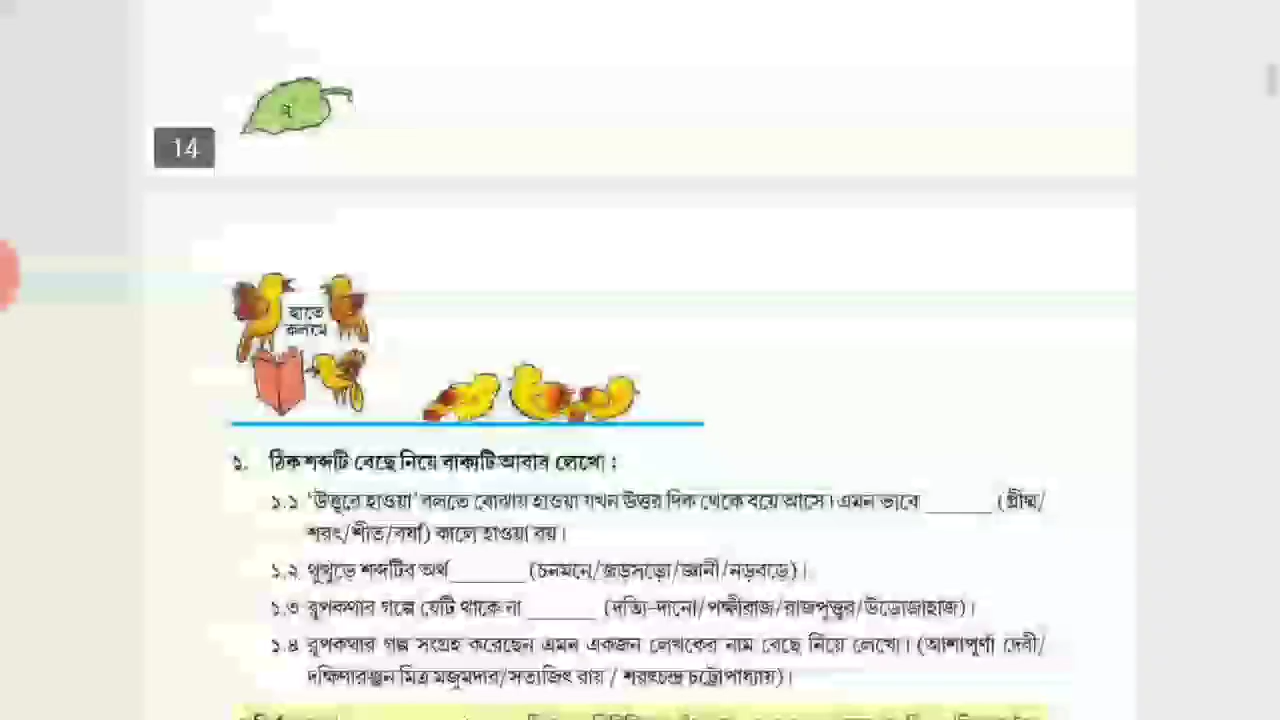 14
হাতে
কলমে
১. ঠিক শব্দটি বেছে নিয়ে বাক্যটি আবার লেখো :
১.১ 'উত্তুরে হাওয়া' বলতে বোঝায় হাওয়া যখন উত্তর দিক থেকে বয়ে আসে। এমন ভাবে ______ (গ্রীষ্ম/
শরৎ/শীত/বর্ষা) কালে হাওয়া বয়।
১.২ থুত্থুড়ে শব্দটির অর্থ ______ (চনমনে/জড়সড়ো/জ্ঞানী/নড়বড়ে)।
১.৩ রূপকথার গল্পে যেটি থাকে না ______ (দত্যি-দানো/পক্ষীরাজ/রাজপুত্তুর/উড়োজাহাজ)।
১.৪ রূপকথার গল্প সংগ্রহ করেছেন এমন একজন লেখকের নাম বেছে নিয়ে লেখো। (আশাপূর্ণা দেবী/
দক্ষিণারঞ্জন মিত্র মজুমদার/সত্যজিৎ রায় / শরৎচন্দ্র চট্টোপাধ্যায়)।